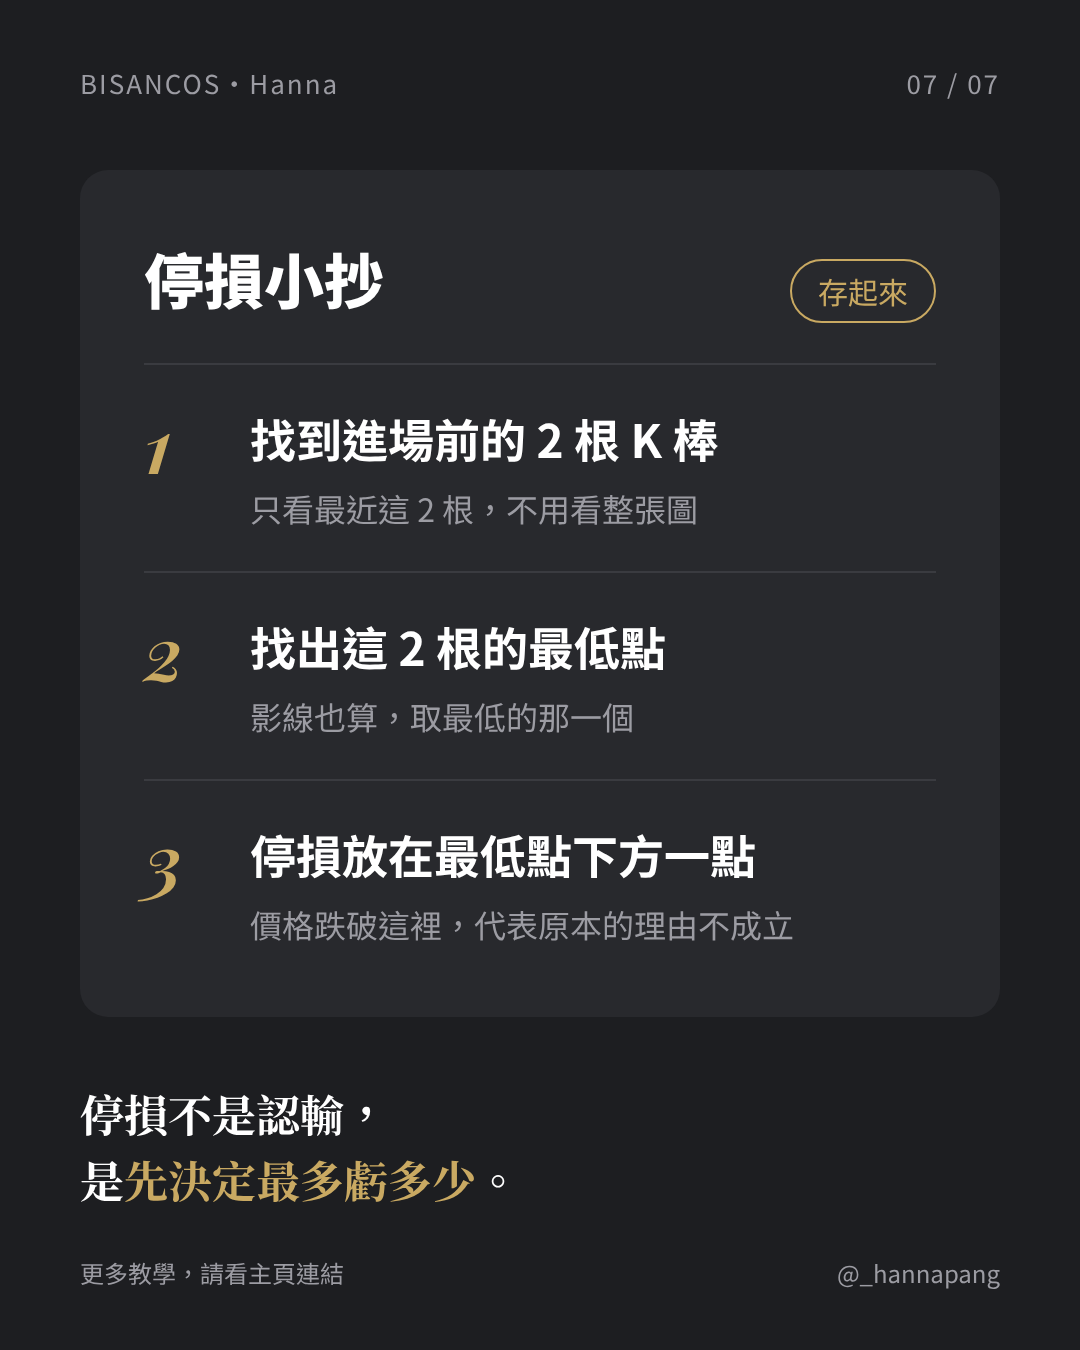 BISANCOS • Hanna
07 / 07
停損小抄
存起來
1
找到進場前的 2 根 K 棒
只看最近這 2 根，不用看整張圖
2
找出這 2 根的最低點
影線也算，取最低的那一個
3
停損放在最低點下方一點
價格跌破這裡，代表原本的理由不成立
停損不是認輸，
是先決定最多虧多少。
更多教學，請看主頁連結
@_hannapang